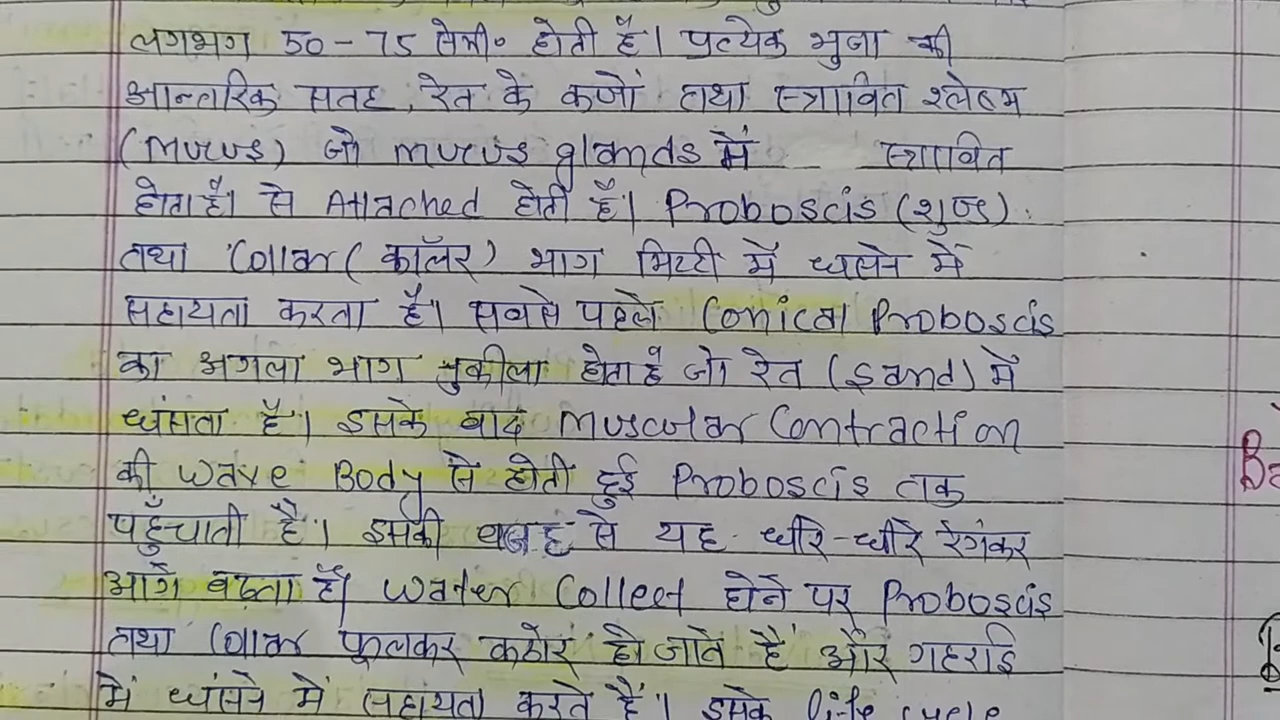 लगभग 50-75 सेमी० होती है। प्रत्येक भुजा की
आन्तरिक सतह, रेत के कणों तथा स्त्रावित श्लेष्म
(Mucus) जो mucus glands में स्त्रावित
होता है। से Attached होती है। Proboscis (शुण्ड)
तथा Collar (कॉलर) भाग मिट्टी में धसने में
सहायता करता है। सबसे पहले Conical Proboscis
का अगला भाग नुकीला होता है जो रेत (Sand) में
धंसता है। इसके बाद muscular Contraction
की wave Body से होती हुई Proboscis तक
पहुँचाती है। इसकी वजह से यह धीरे-धीरे रेंगकर
आगे बढ़ता है। Water Collect होने पर Proboscis
तथा Collar फूलकर कठोर हो जाते है और गहराई
में धंसने में सहायता करते है। इसके life cycle